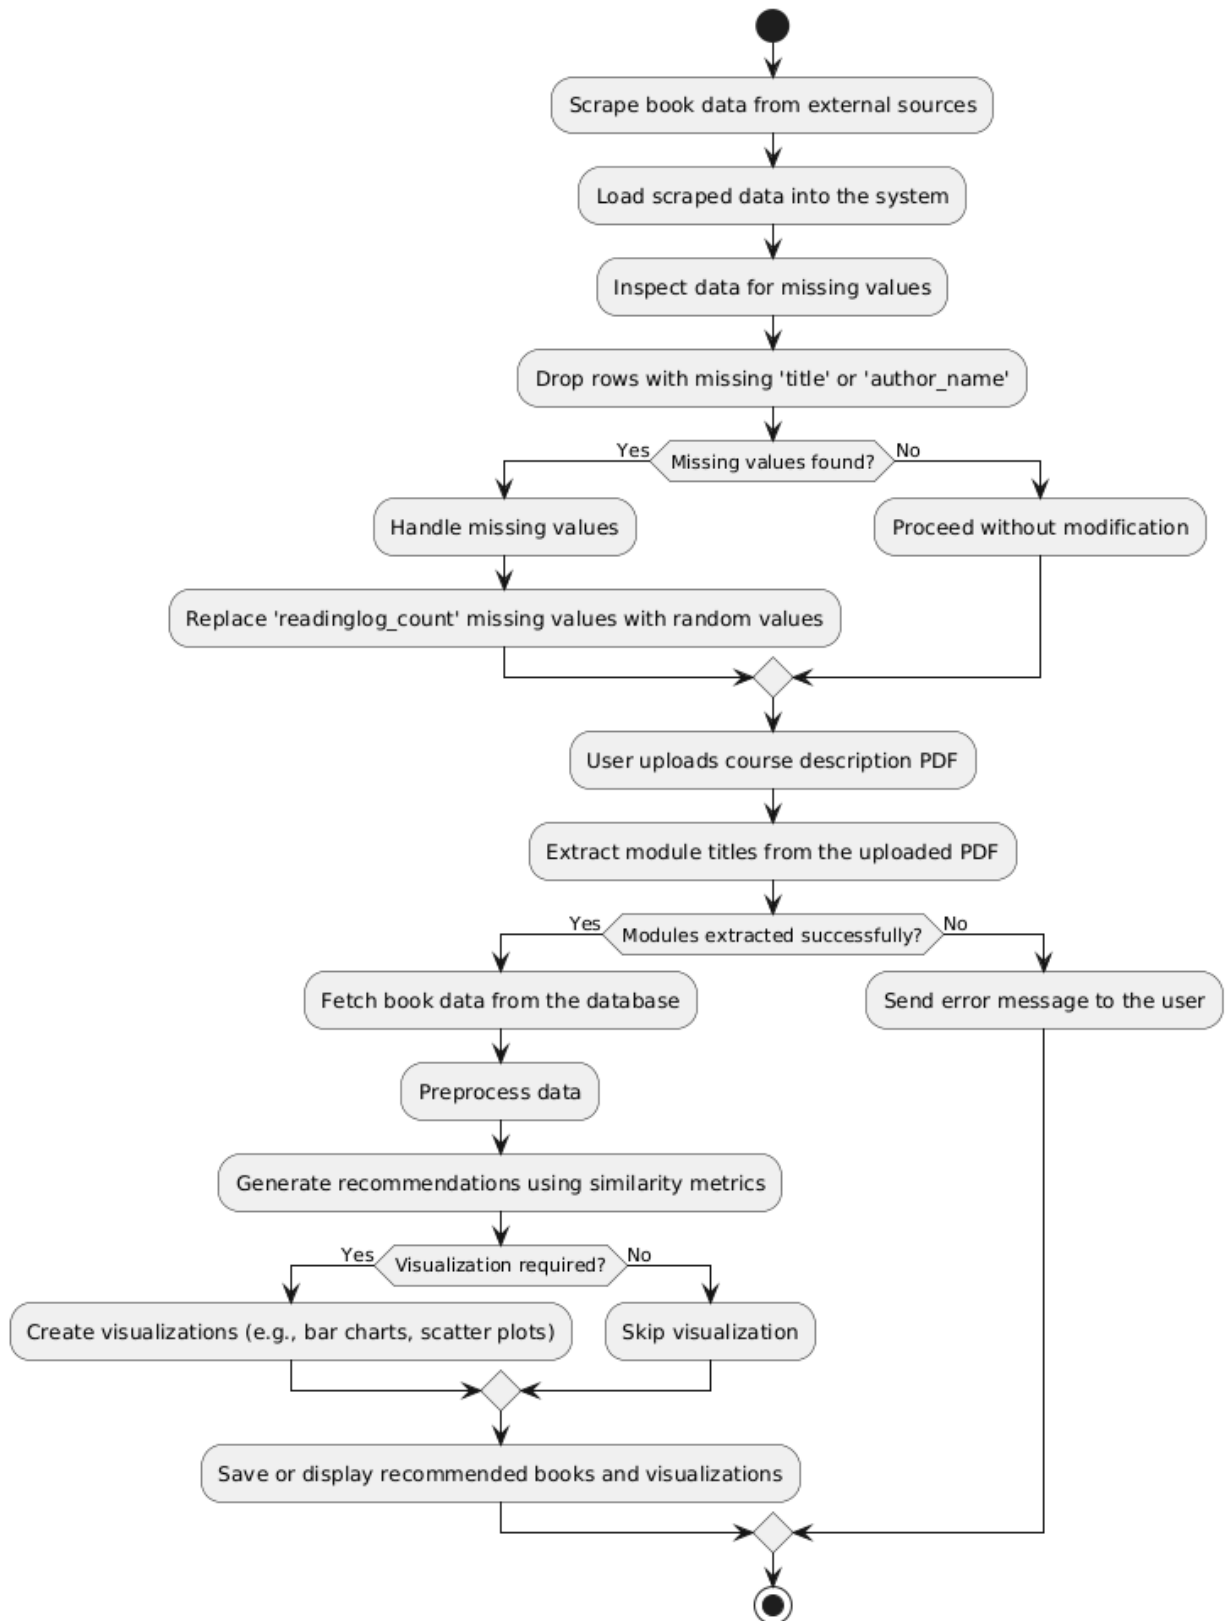 Scrape book data from external sources
Load scraped data into the system
Inspect data for missing values
Drop rows with missing 'title' or 'author_name'
Yes
Missing values found?
No
Handle missing values
Proceed without modification
Replace 'readinglog_count' missing values with random values
User uploads course description PDF
Extract module titles from the uploaded PDF
Yes
Modules extracted successfully?
No
Fetch book data from the database
Send error message to the user
Preprocess data
Generate recommendations using similarity metrics
Yes
Visualization required?
No
Create visualizations (e.g., bar charts, scatter plots)
Skip visualization
Save or display recommended books and visualizations